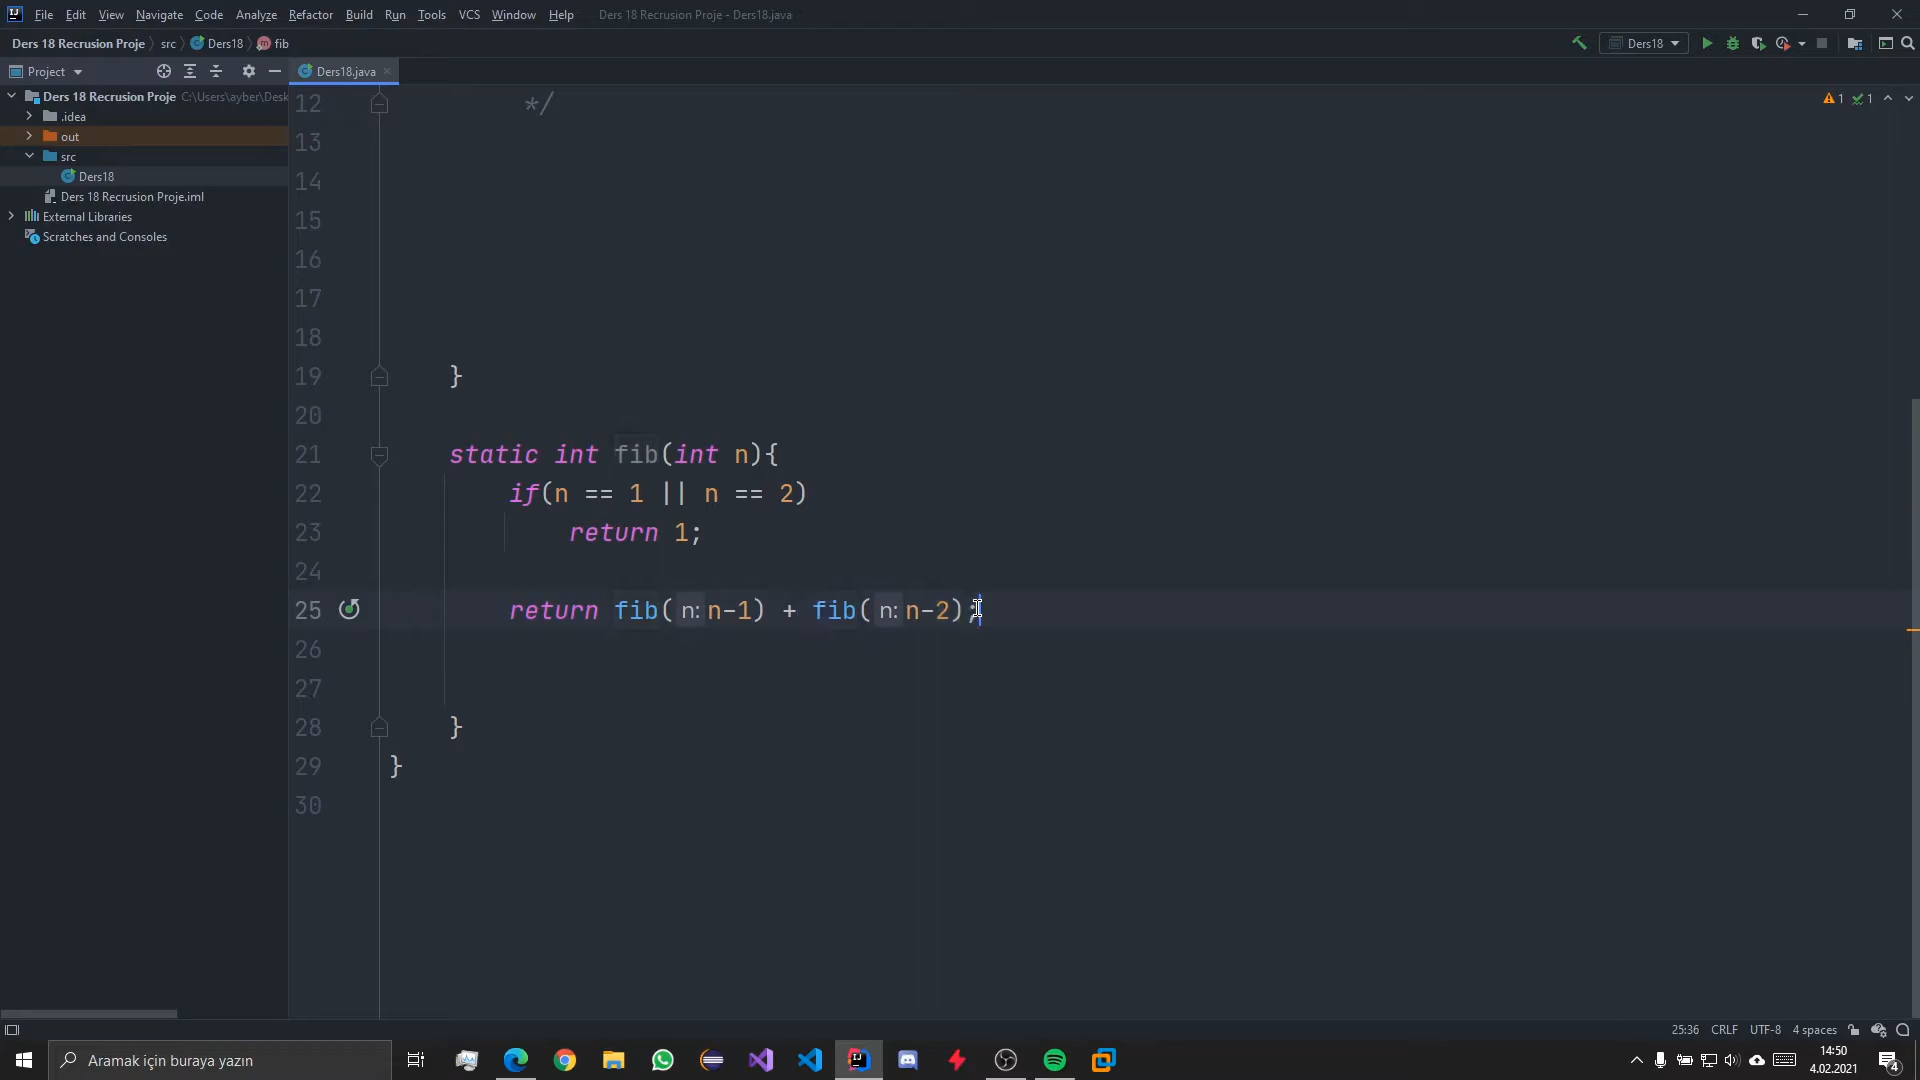 File Edit View Navigate Code Analyze Refactor Build Run Tools VCS Window Help Ders 18 Recrusion Proje - Ders18.java
Ders 18 Recrusion Proje src Ders18 fib Ders18
Project Ders18.java
Ders 18 Recrusion Proje C:\Users\ayber\Desk
.idea
out
src
Ders18
Ders 18 Recrusion Proje.iml
External Libraries
Scratches and Consoles
1 1
12 */
13
14
15
16
17
18
19 }
20
21 static int fib(int n){
22 if(n == 1 || n == 2)
23 return 1;
24
25 return fib( n: n-1) + fib( n: n-2);
26
27
28 }
29 }
30
25:36 CRLF UTF-8 4 spaces
Aramak için buraya yazın
14:50
4.02.2021
4